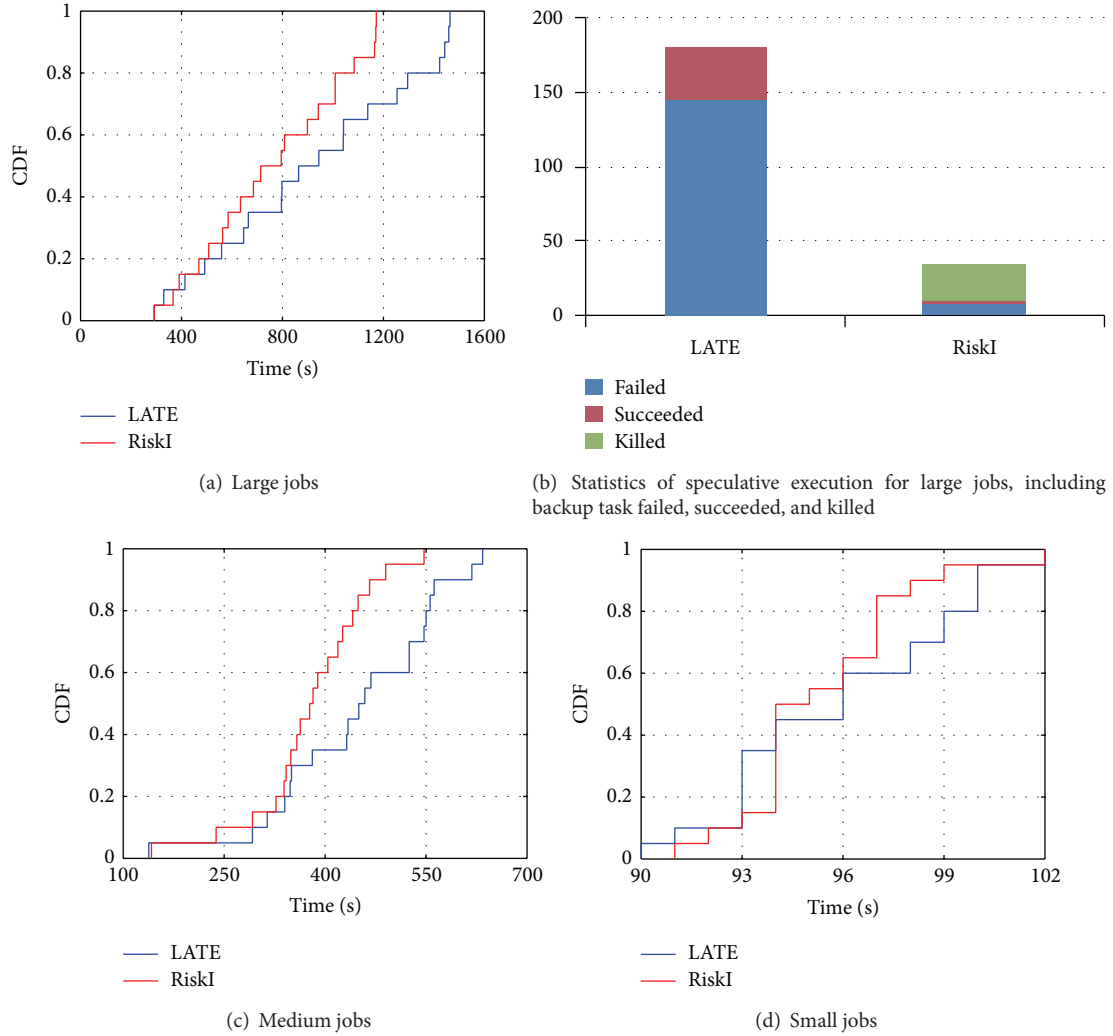 1
0.8
0.6
0.4
0.2
0
CDF
0
400
800
1200
1600
Time (s)
LATE
RiskI
(a) Large jobs
200
150
100
50
0
LATE
RiskI
Failed
Succeeded
Killed
(b) Statistics of speculative execution for large jobs, including
backup task failed, succeeded, and killed
1
0.8
0.6
0.4
0.2
0
CDF
100
250
400
550
700
Time (s)
LATE
RiskI
(c) Medium jobs
1
0.8
0.6
0.4
0.2
0
CDF
90
93
96
99
102
Time (s)
LATE
RiskI
(d) Small jobs